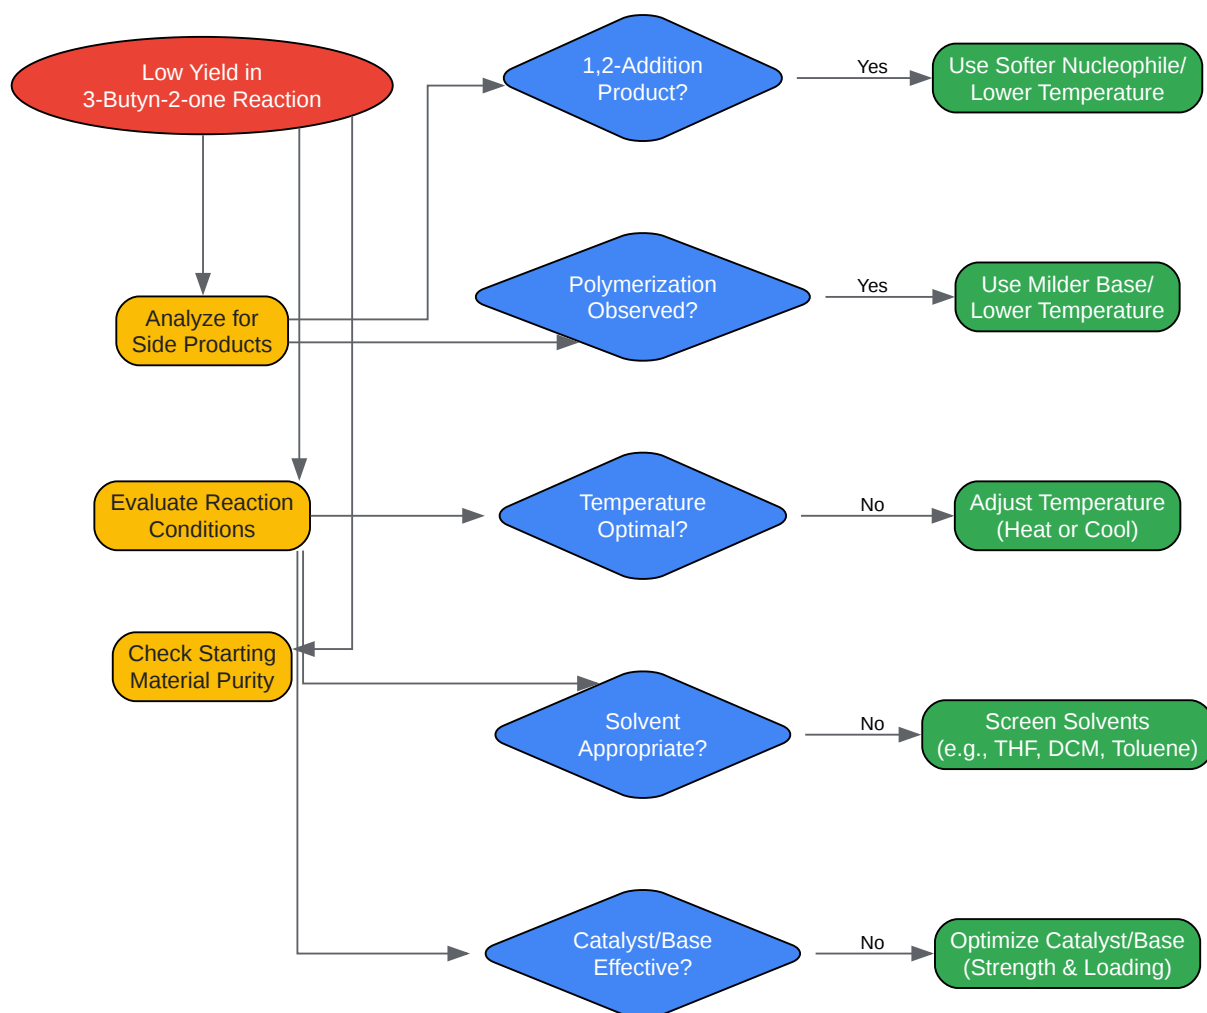 Low Yield in
3-Butyn-2-one Reaction
1,2-Addition
Product?
Yes
Use Softer Nucleophile/
Lower Temperature
Analyze for
Side Products
Polymerization
Observed?
Yes
Use Milder Base/
Lower Temperature
Evaluate Reaction
Conditions
Temperature
Optimal?
No
Adjust Temperature
(Heat or Cool)
Check Starting
Material Purity
Solvent
Appropriate?
No
Screen Solvents
(e.g., THF, DCM, Toluene)
Catalyst/Base
Effective?
No
Optimize Catalyst/Base
(Strength & Loading)